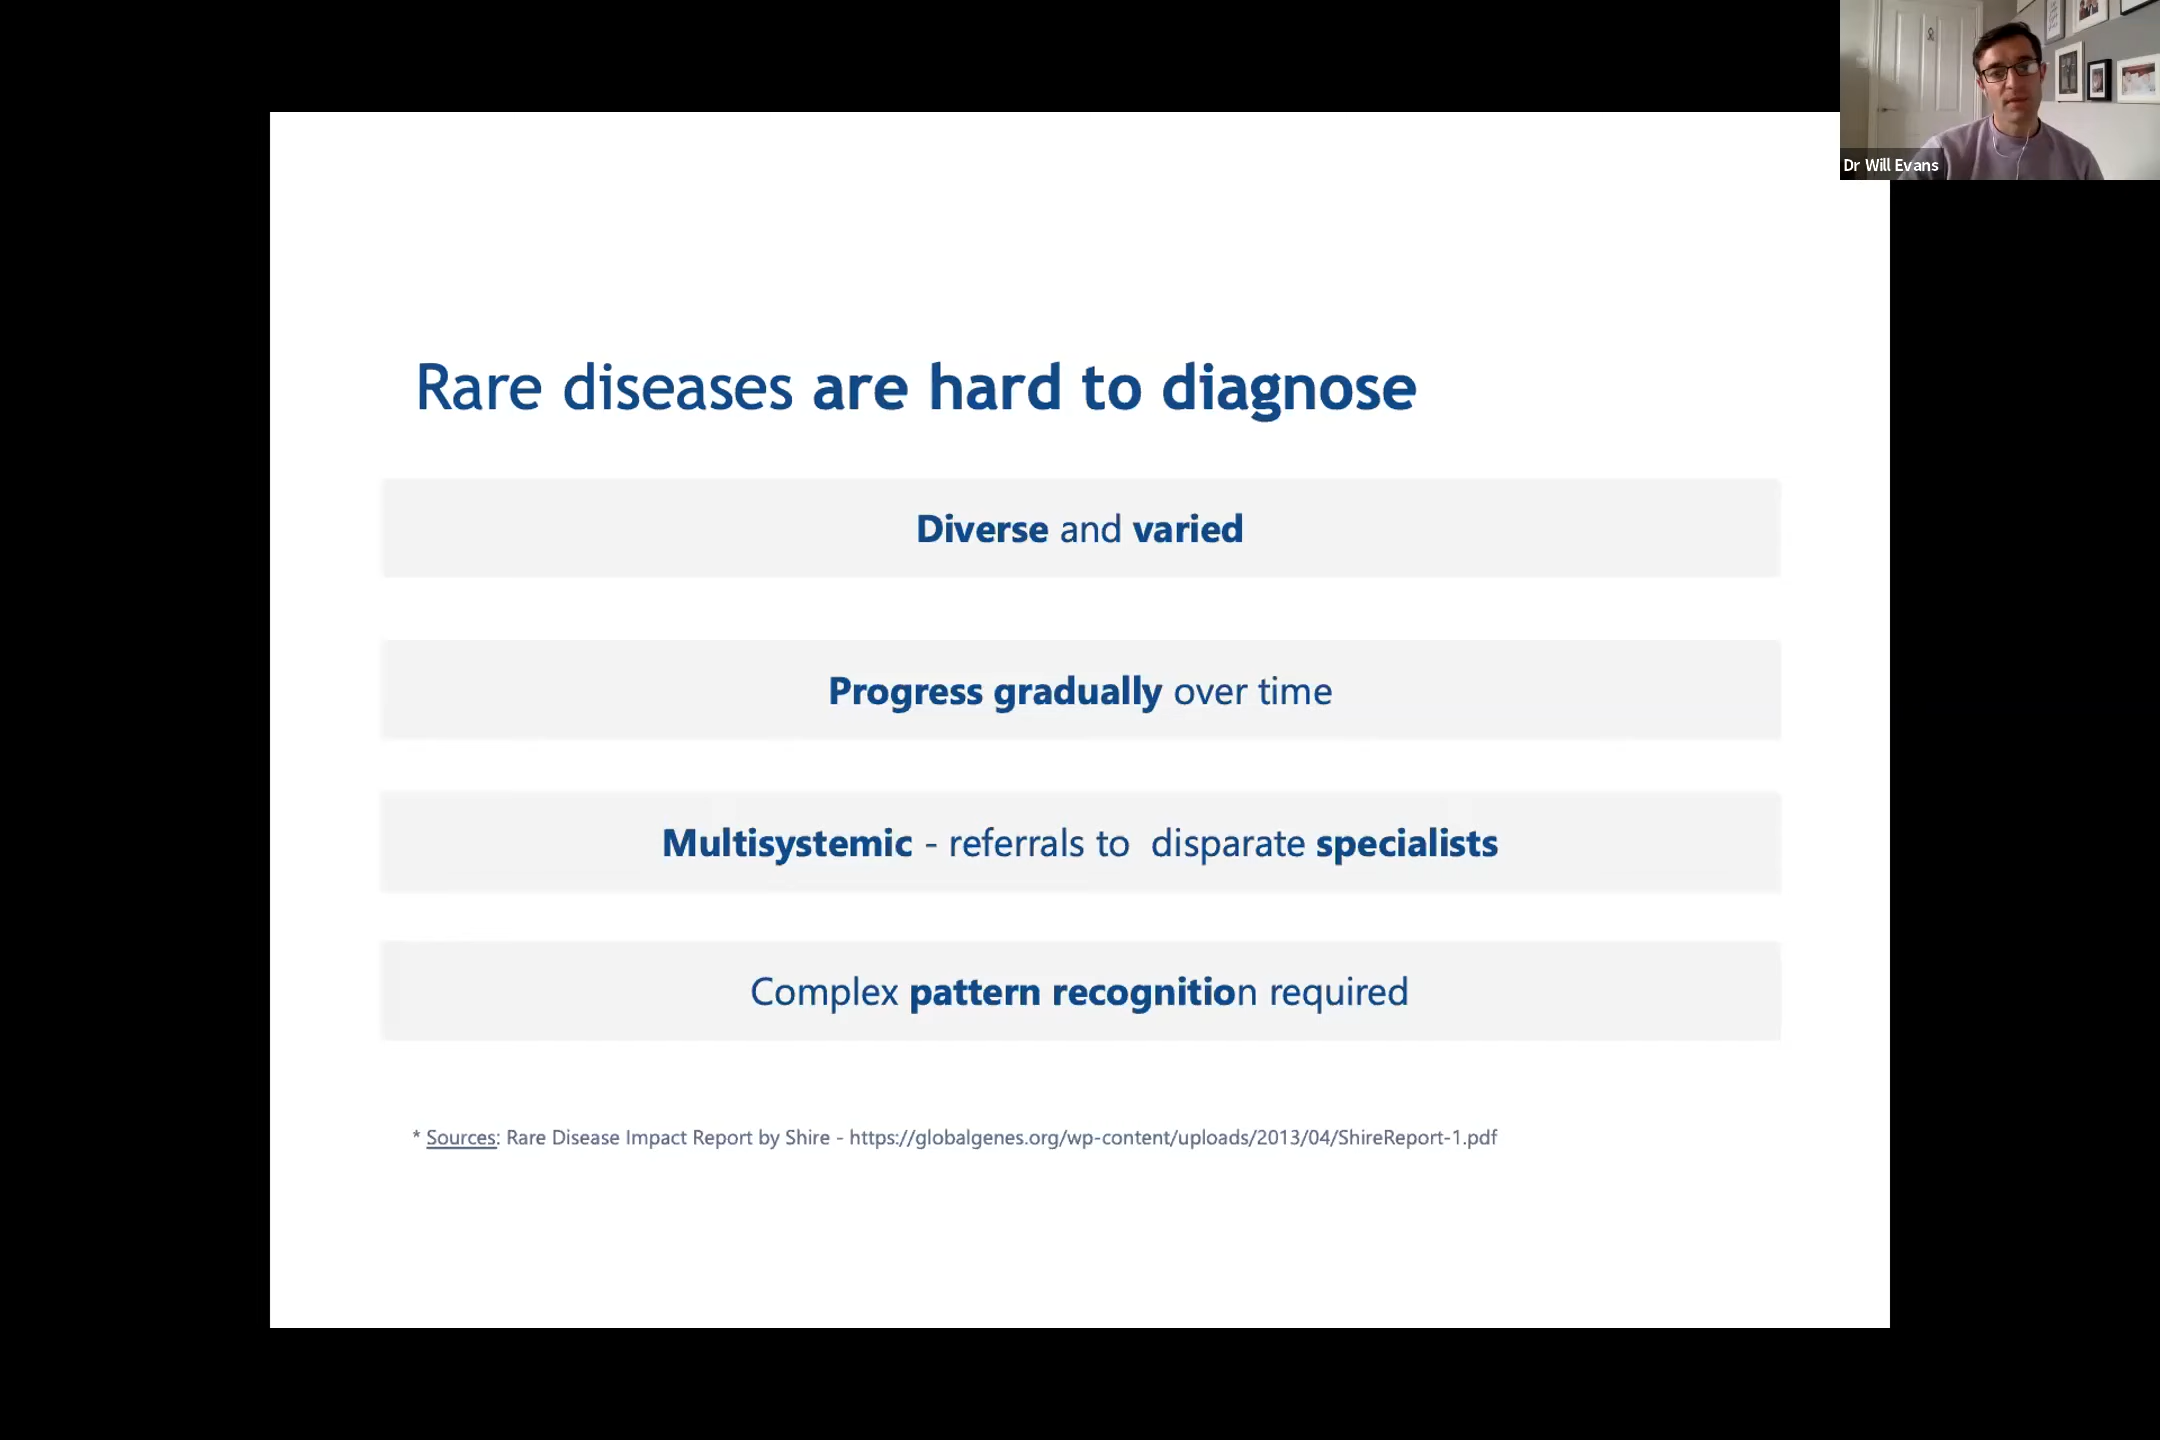 Dr Will Evans
Rare diseases are hard to diagnose
Diverse and varied
Progress gradually over time
Multisystemic - referrals to  disparate specialists
Complex pattern recognition required
* Sources: Rare Disease Impact Report by Shire - https://globalgenes.org/wp-content/uploads/2013/04/ShireReport-1.pdf